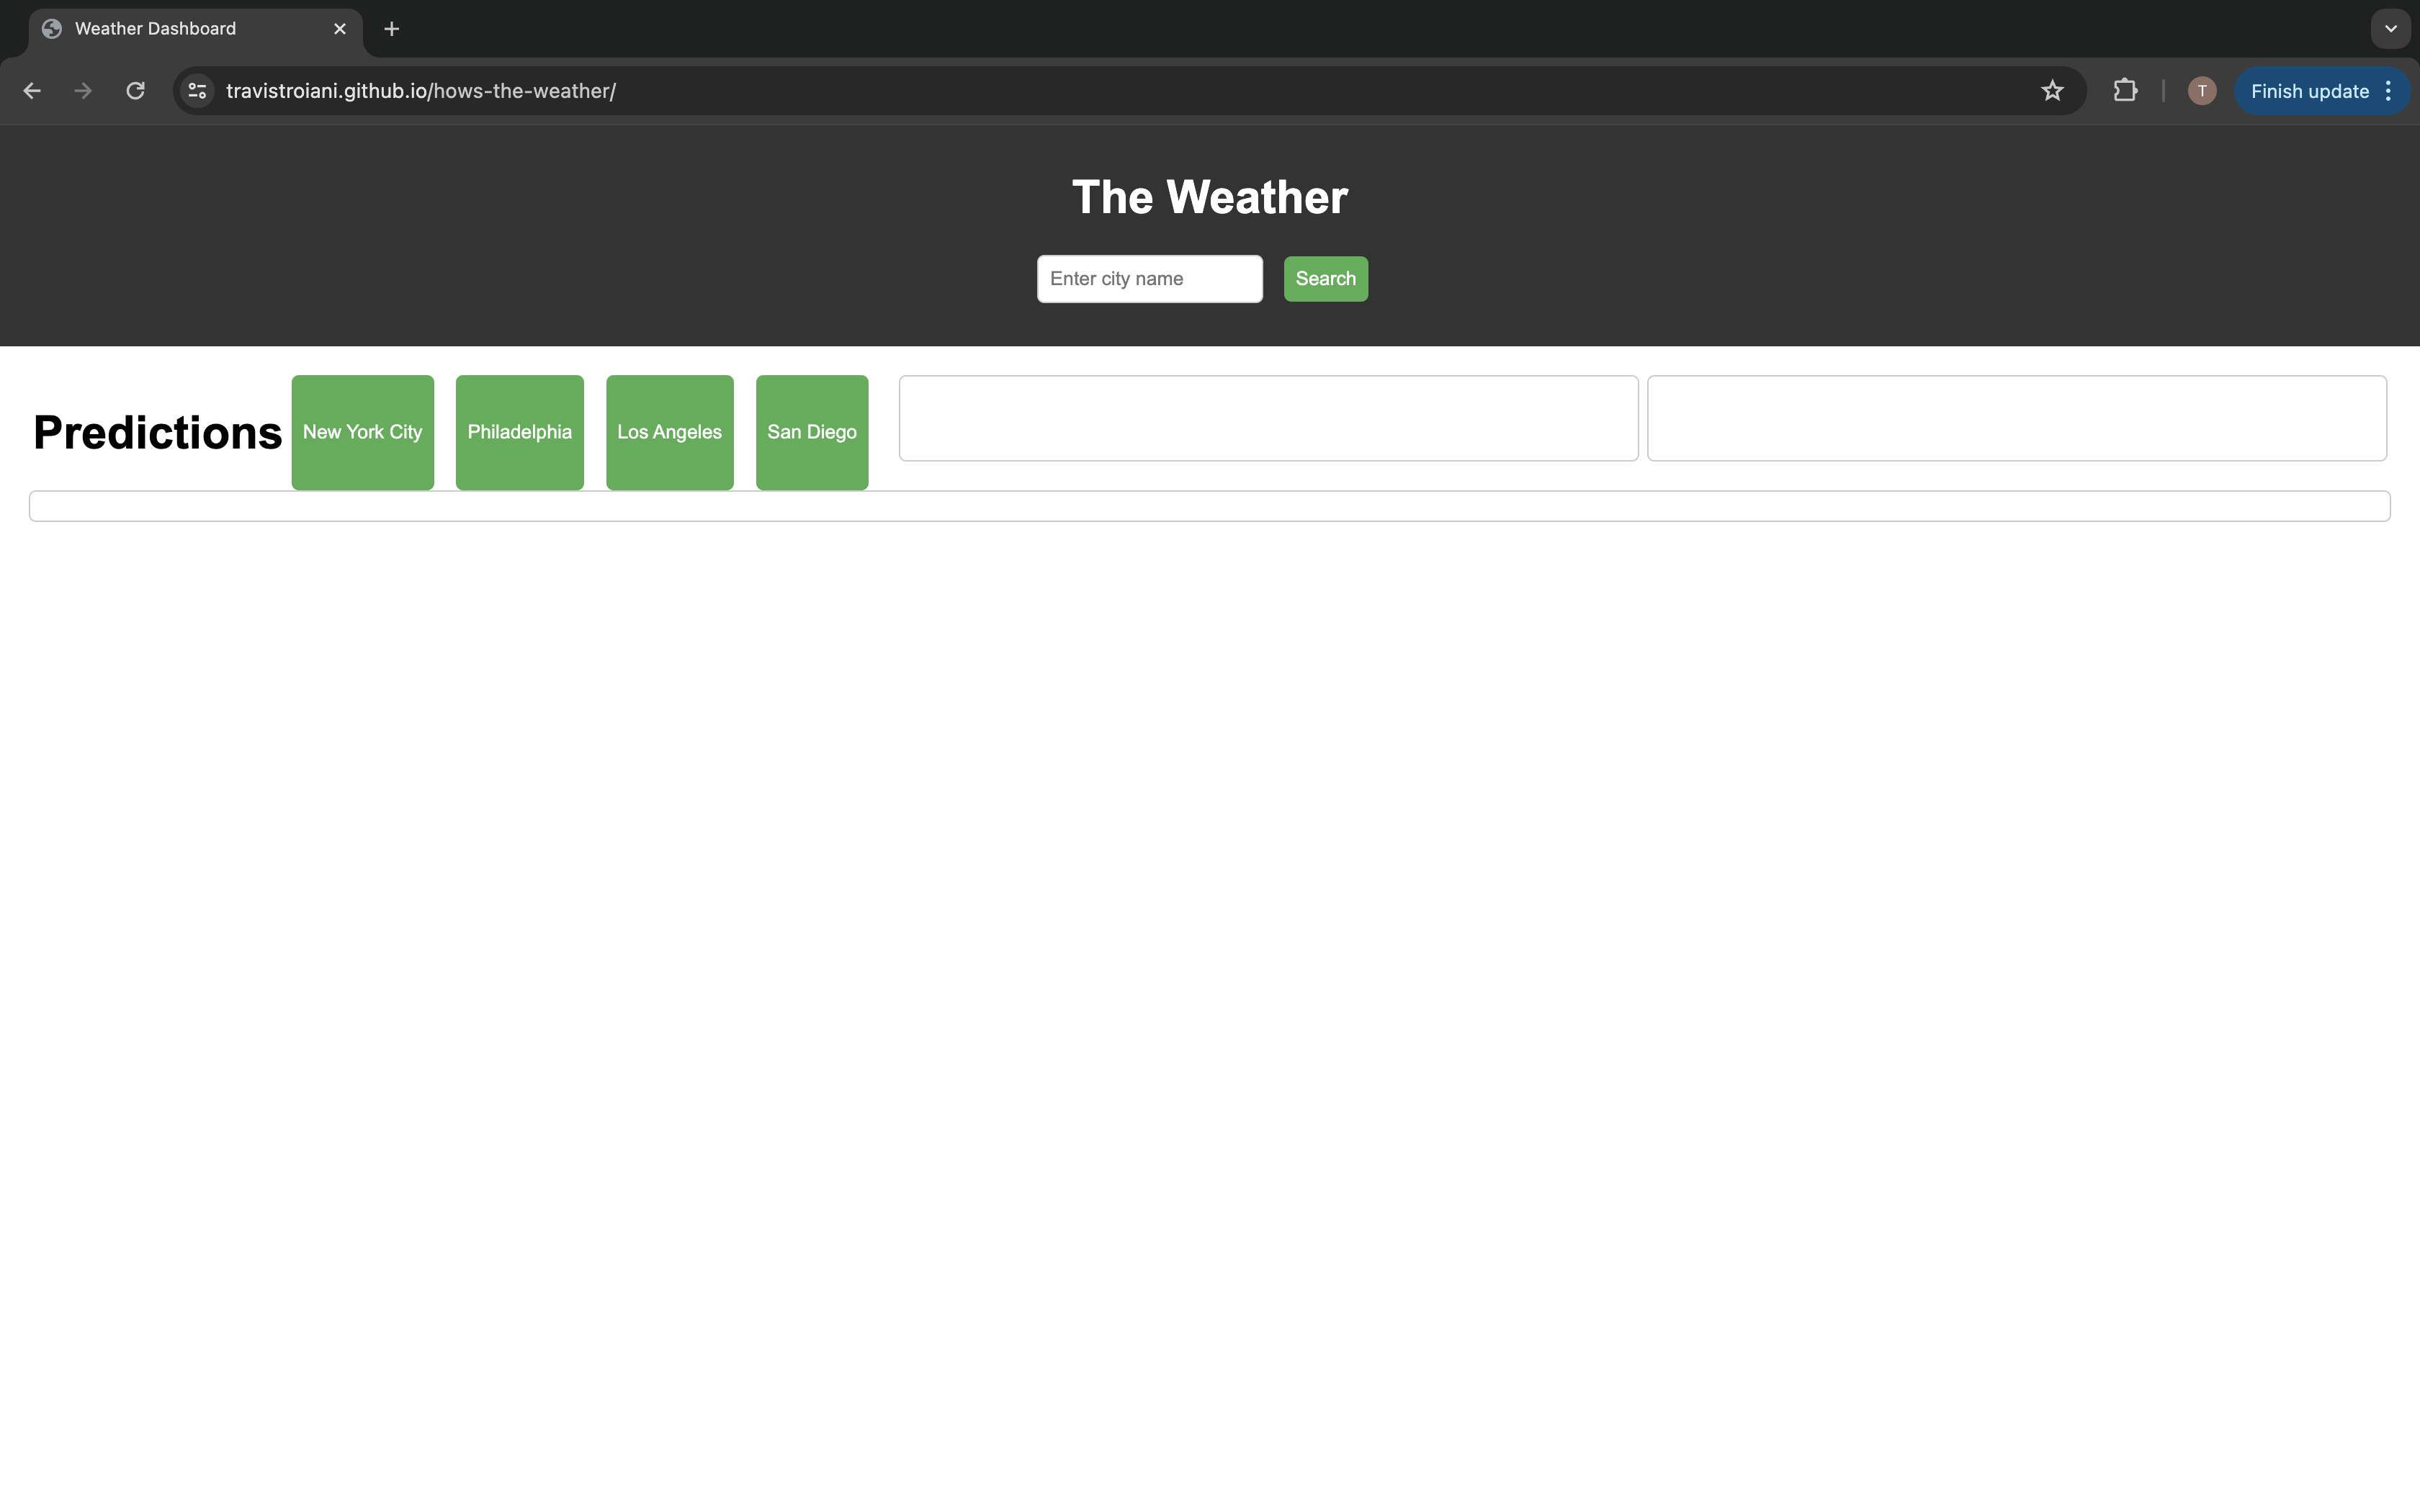 Weather Dashboard
travistroiani.github.io/hows-the-weather/
T
Finish update
The Weather
Enter city name
Search
Predictions
New York City
Philadelphia
Los Angeles
San Diego